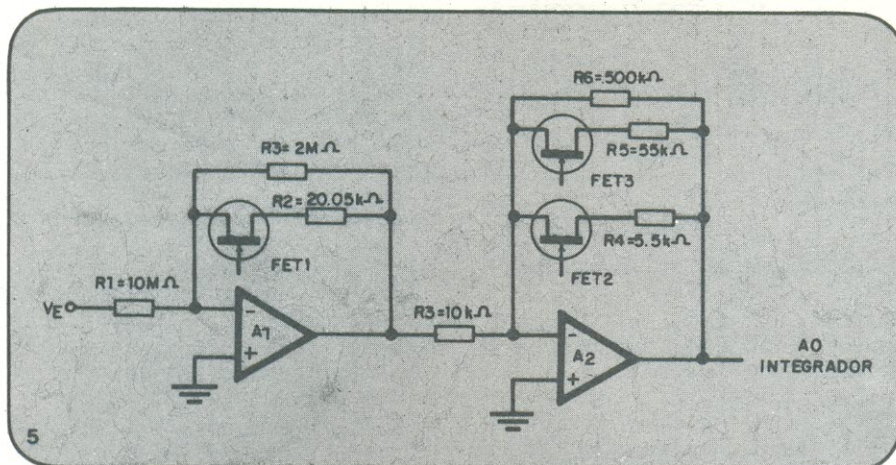 R6=500kΩ
R5=55kΩ
FET3
R3=2MΩ
R2=20.05kΩ
R4=5.5kΩ
FET1
FET2
R1=10MΩ
VE
-
A1
+
R3=10kΩ
-
A2
+
AO
INTEGRADOR
5